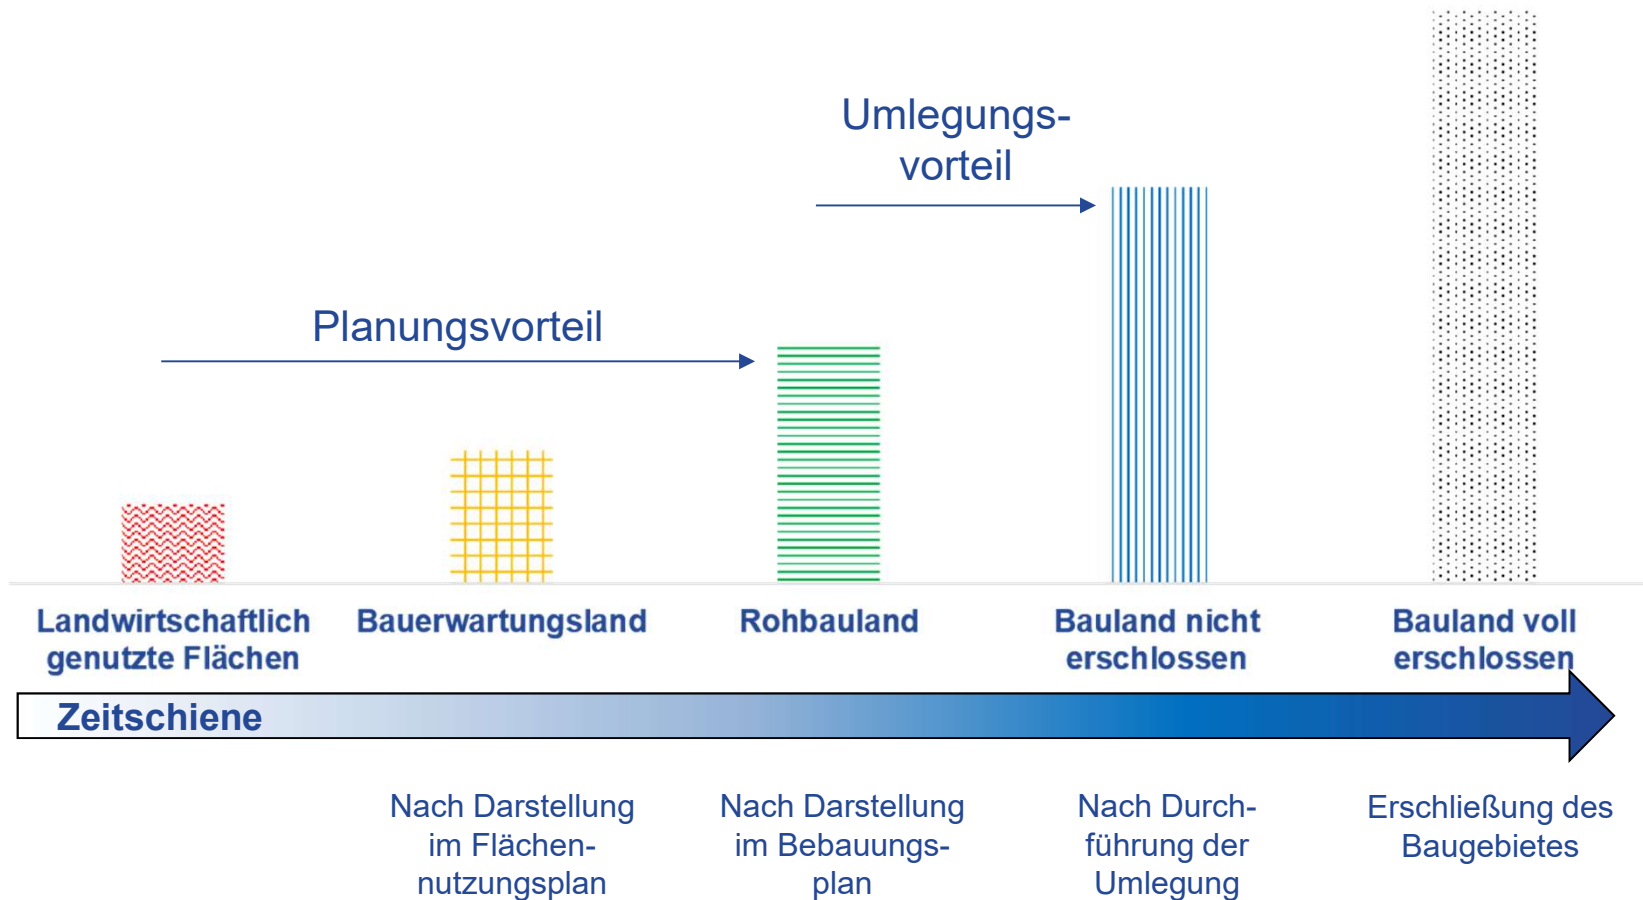 Umlegungs-
vorteil
Planungsvorteil
Landwirtschaftlich
genutzte Flächen
Bauerwartungsland
Rohbauland
Bauland nicht
erschlossen
Bauland voll
erschlossen
Zeitschiene
Nach Darstellung
im Flächen-
nutzungsplan
Nach Darstellung
im Bebauungs-
plan
Nach Durch-
führung der
Umlegung
Erschließung des
Baugebietes